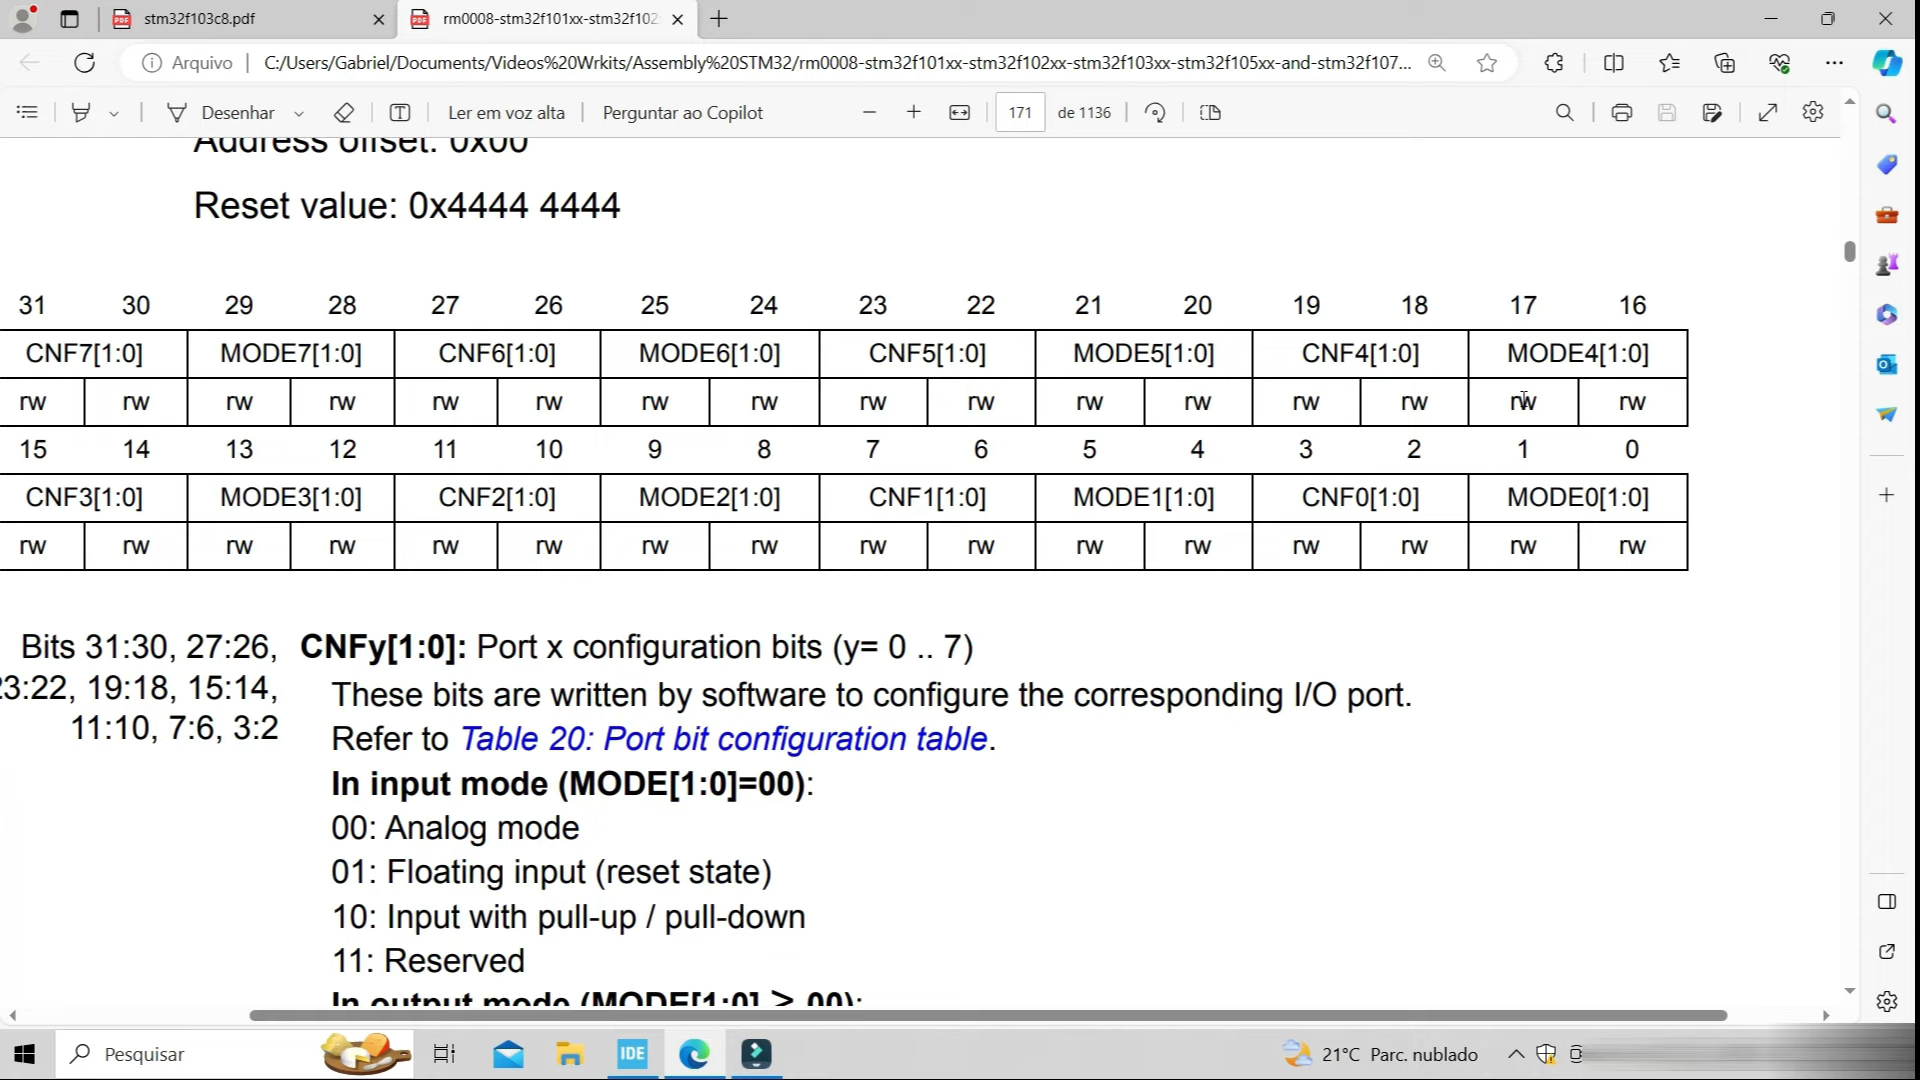 stm32f103c8.pdf
rm0008-stm32f101xx-stm32f102
Arquivo
C:/Users/Gabriel/Documents/Videos%20Wrkits/Assembly%20STM32/rm0008-stm32f101xx-stm32f102xx-stm32f103xx-stm32f105xx-and-stm32f107...
Desenhar
Ler em voz alta
Perguntar ao Copilot
171 de 1136
Address offset: 0x00
Reset value: 0x4444 4444
31 30 29 28 27 26 25 24 23 22 21 20 19 18 17 16
CNF7[1:0] MODE7[1:0] CNF6[1:0] MODE6[1:0] CNF5[1:0] MODE5[1:0] CNF4[1:0] MODE4[1:0]
rw rw rw rw rw rw rw rw rw rw rw rw rw rw rw rw
15 14 13 12 11 10 9 8 7 6 5 4 3 2 1 0
CNF3[1:0] MODE3[1:0] CNF2[1:0] MODE2[1:0] CNF1[1:0] MODE1[1:0] CNF0[1:0] MODE0[1:0]
rw rw rw rw rw rw rw rw rw rw rw rw rw rw rw rw
Bits 31:30, 27:26, CNFy[1:0]: Port x configuration bits (y= 0 .. 7)
23:22, 19:18, 15:14, These bits are written by software to configure the corresponding I/O port.
11:10, 7:6, 3:2 Refer to Table 20: Port bit configuration table.
In input mode (MODE[1:0]=00):
00: Analog mode
01: Floating input (reset state)
10: Input with pull-up / pull-down
11: Reserved
In output mode (MODE[1:0] > 00):
Pesquisar
IDE
21°C Parc. nublado